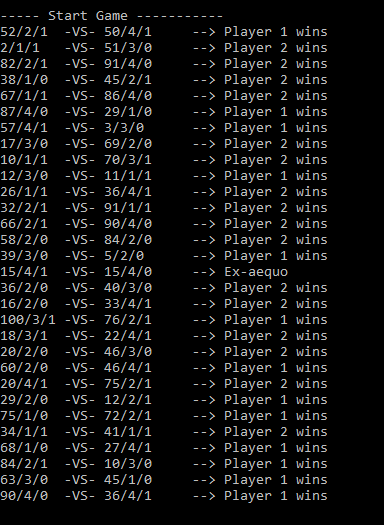 ----- Start Game -----------
52/2/1  -VS- 50/4/1     --> Player 1 wins
2/1/1   -VS- 51/3/0     --> Player 2 wins
82/2/1  -VS- 91/4/0     --> Player 2 wins
38/1/0  -VS- 45/2/1     --> Player 2 wins
67/1/1  -VS- 86/4/0     --> Player 2 wins
87/4/0  -VS- 29/1/0     --> Player 1 wins
57/4/1  -VS- 3/3/0      --> Player 1 wins
17/3/0  -VS- 69/2/0     --> Player 2 wins
10/1/1  -VS- 70/3/1     --> Player 2 wins
12/3/0  -VS- 11/1/1     --> Player 1 wins
26/1/1  -VS- 36/4/1     --> Player 2 wins
32/2/1  -VS- 91/1/1     --> Player 2 wins
66/2/1  -VS- 90/4/0     --> Player 2 wins
58/2/0  -VS- 84/2/0     --> Player 2 wins
39/3/0  -VS- 5/2/0      --> Player 1 wins
15/4/1  -VS- 15/4/0     --> Ex-aequo
36/2/0  -VS- 40/3/0     --> Player 2 wins
16/2/0  -VS- 33/4/1     --> Player 2 wins
100/3/1 -VS- 76/2/1     --> Player 1 wins
18/3/1  -VS- 22/4/1     --> Player 2 wins
20/2/0  -VS- 46/3/0     --> Player 2 wins
60/2/0  -VS- 46/4/1     --> Player 1 wins
20/4/1  -VS- 75/2/1     --> Player 2 wins
29/2/0  -VS- 12/2/1     --> Player 1 wins
75/1/0  -VS- 72/2/1     --> Player 1 wins
34/1/1  -VS- 41/1/1     --> Player 2 wins
68/1/0  -VS- 27/4/1     --> Player 1 wins
84/2/1  -VS- 10/3/0     --> Player 1 wins
63/3/0  -VS- 45/1/0     --> Player 1 wins
90/4/0  -VS- 36/4/1     --> Player 1 wins